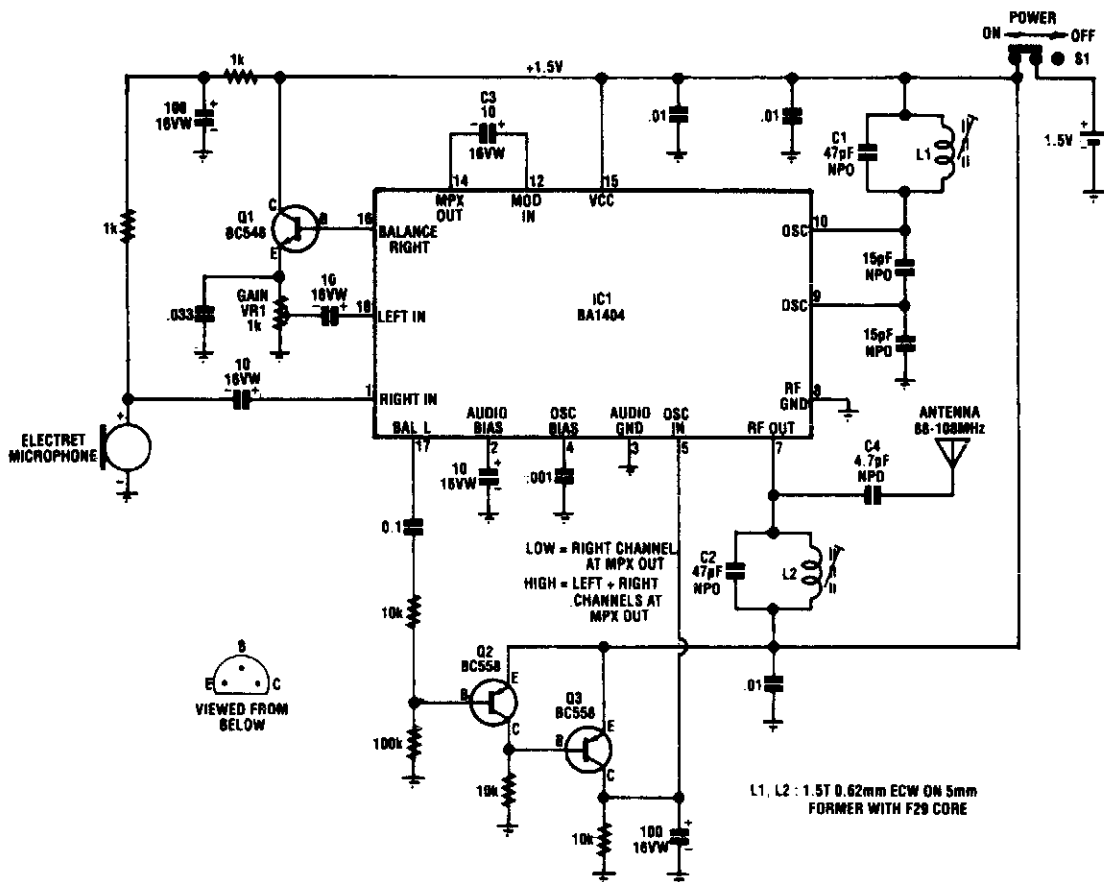 POWER
ON OFF
S1
1k
+1.5V
100
16VW
C3
10
16VW
.01
.01
C1
47pF
NPO
L1
1.5V
14
MPX
OUT
12
MOD
IN
15
VCC
1k
Q1
BC548
C
B
E
16
BALANCE
RIGHT
OSC
10
15pF
NPO
.033
GAIN
VR1
1k
10
16VW
18
LEFT IN
IC1
BA1404
OSC
9
15pF
NPO
10
16VW
1
RIGHT IN
RF
GND
8
ELECTRET
MICROPHONE
BAL L
17
AUDIO
BIAS
2
OSC
BIAS
4
AUDIO
GND
3
OSC
IN
5
RF OUT
7
ANTENNA
88-108MHz
C4
4.7pF
NPO
10
16VW
.001
0.1
LOW = RIGHT CHANNEL
AT MPX OUT
HIGH = LEFT + RIGHT
CHANNELS AT
MPX OUT
C2
47pF
NPO
L2
10k
Q2
BC558
B
E
C
Q3
BC558
B
E
C
.01
B
E C
VIEWED FROM
BELOW
100k
10k
10k
100
16VW
L1, L2 : 1.5T 0.62mm ECW ON 5mm
FORMER WITH F29 CORE